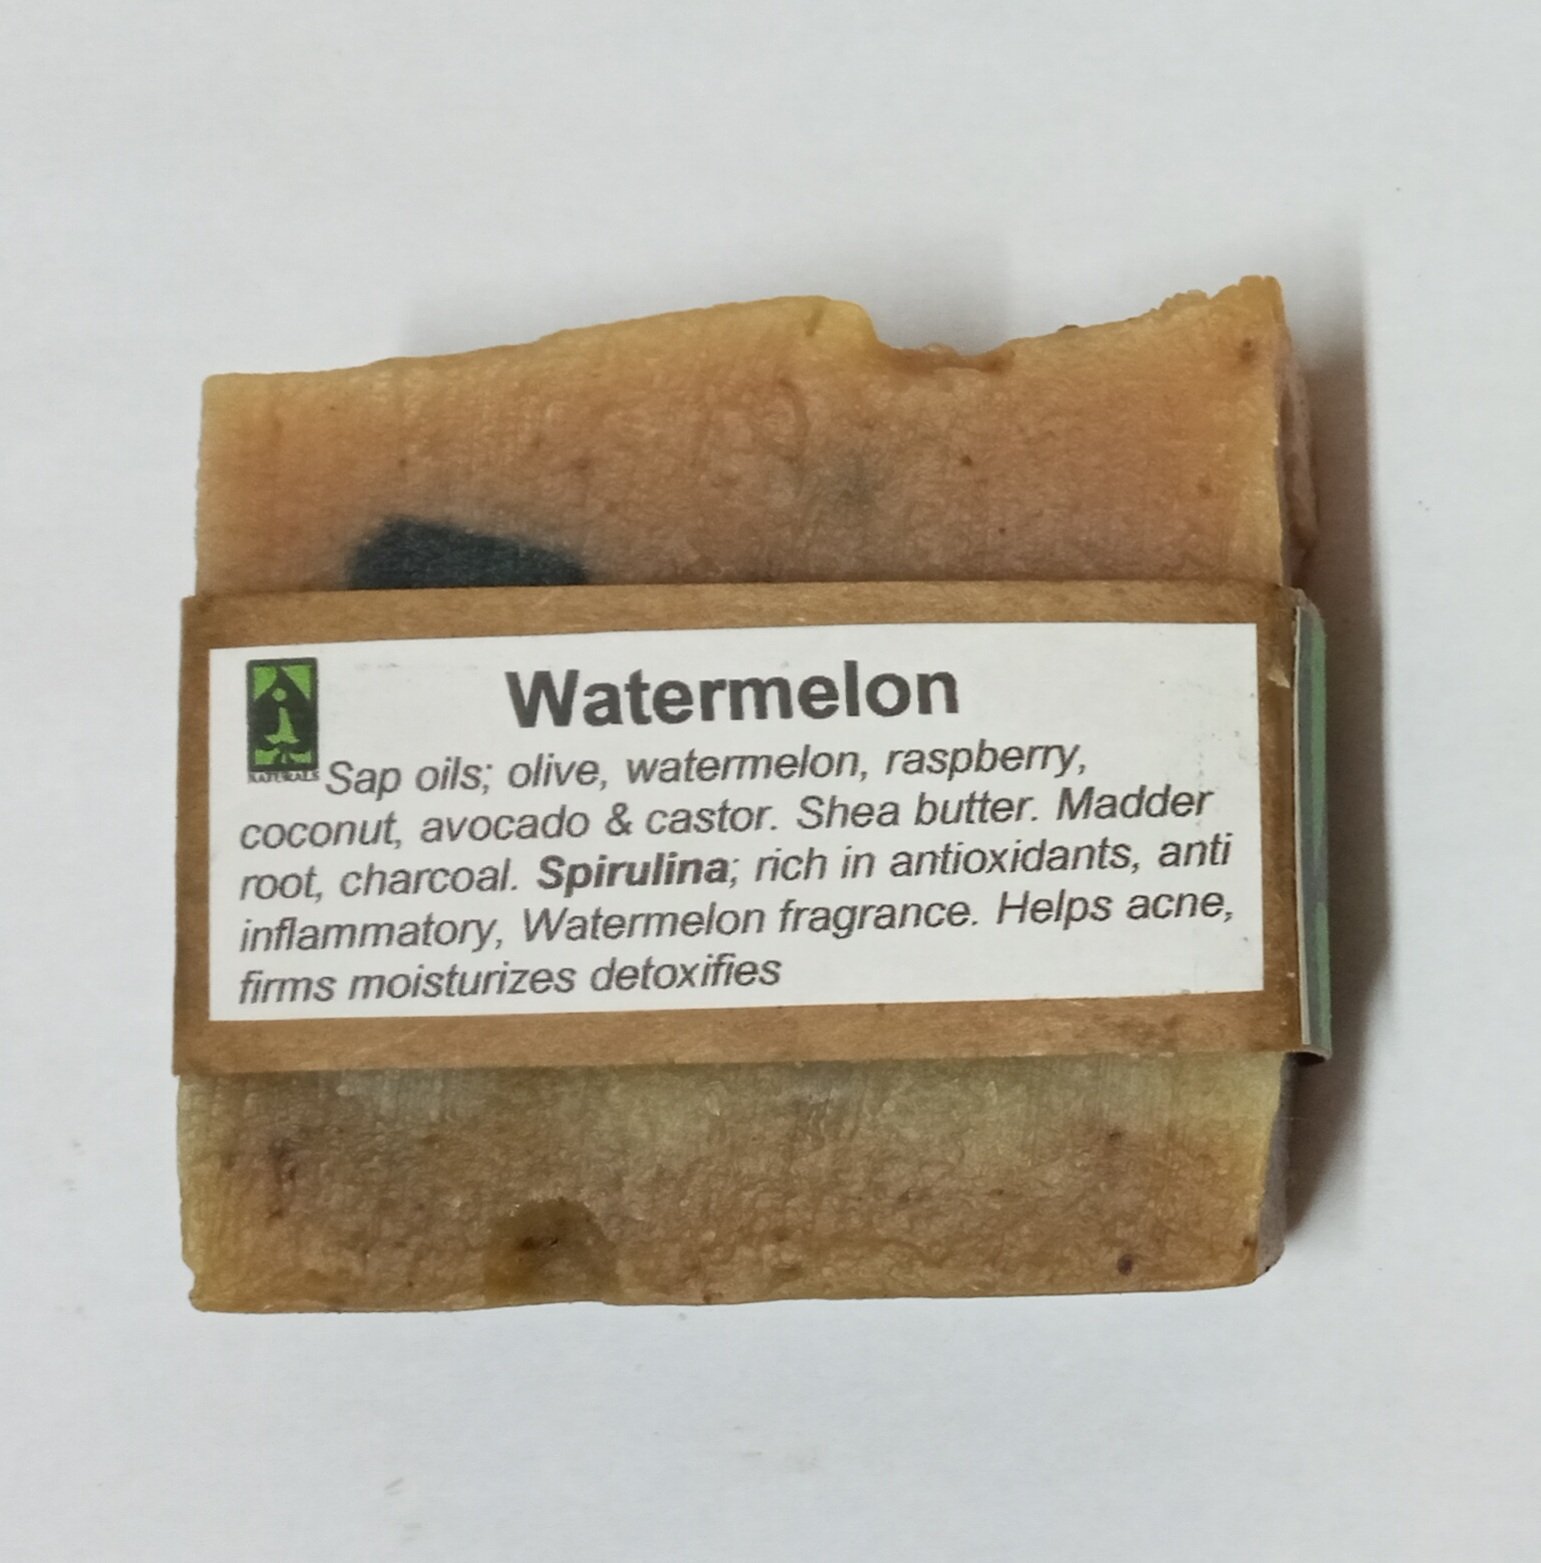 Watermelon
NATURALS
Sap oils; olive, watermelon, raspberry,
coconut, avocado & castor. Shea butter. Madder
root, charcoal. Spirulina; rich in antioxidants, anti
inflammatory, Watermelon fragrance. Helps acne,
firms moisturizes detoxifies